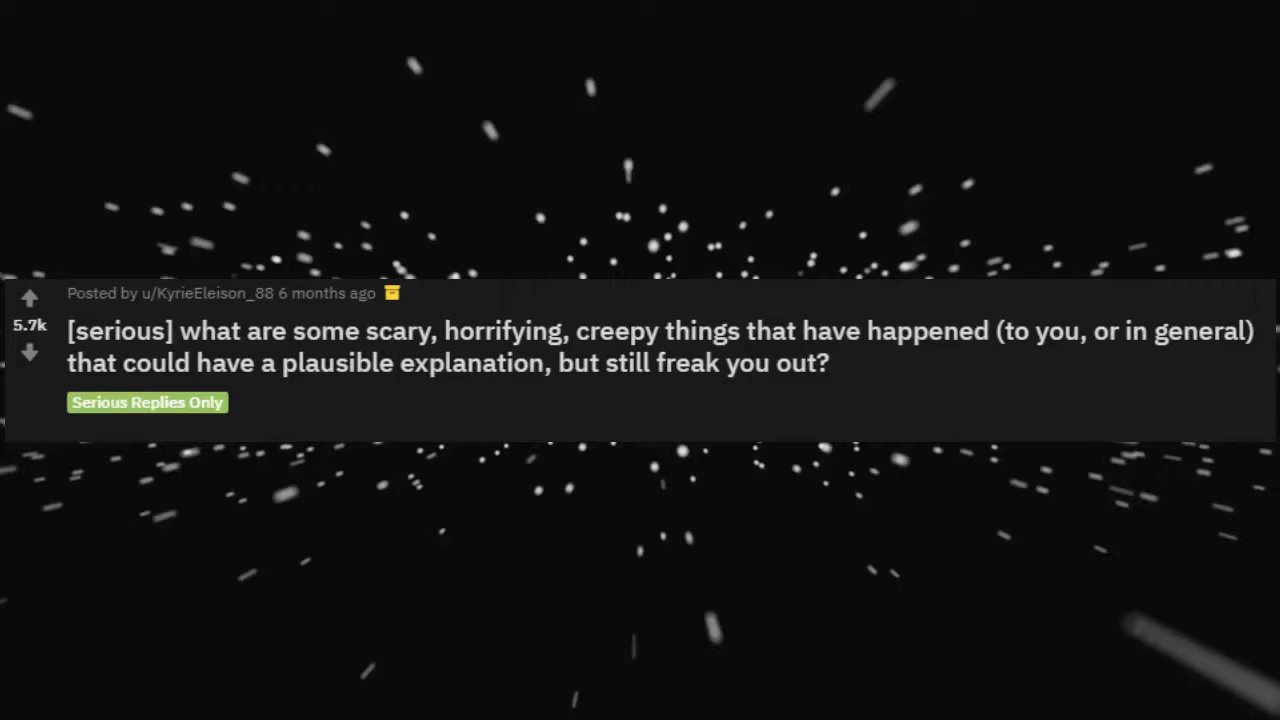 Posted by u/KyrieEleison_88 6 months ago
5.7k
[serious] what are some scary, horrifying, creepy things that have happened (to you, or in general)
that could have a plausible explanation, but still freak you out?
Serious Replies Only